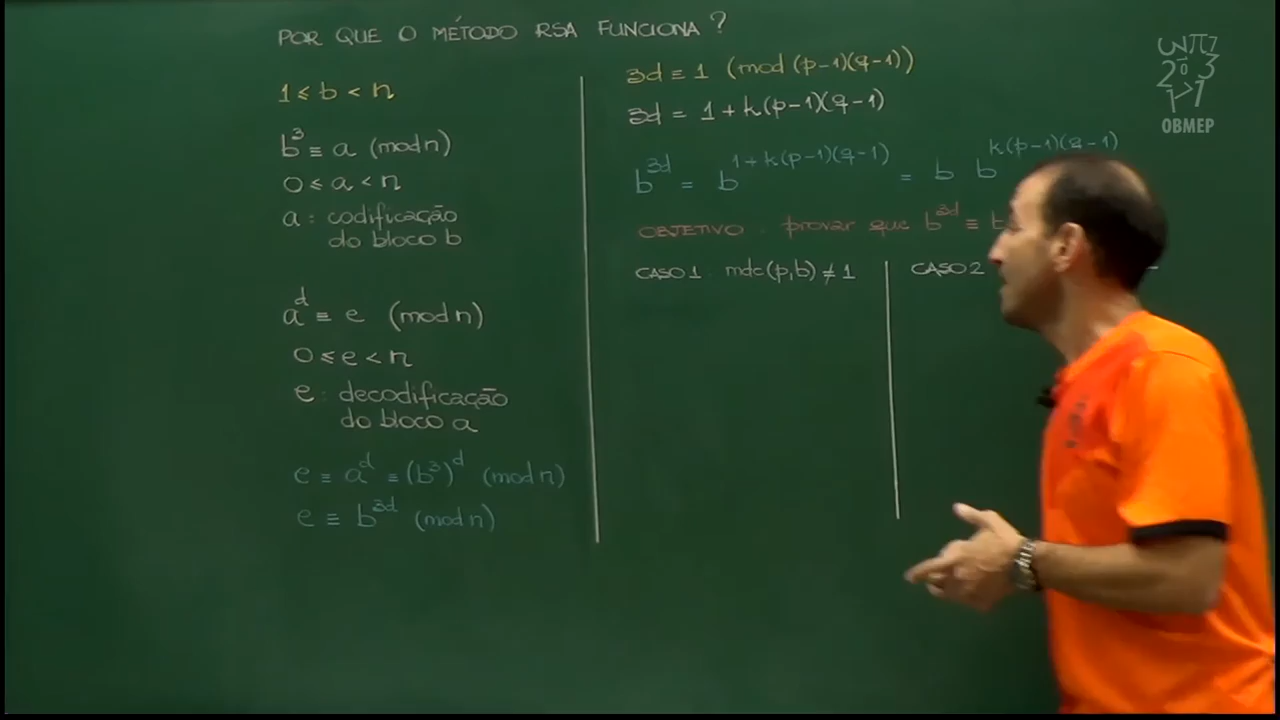 POR QUE O MÉTODO RSA FUNCIONA?
1 ≤ b < n
b³ ≡ a (mod n)
0 ≤ a < n
a : codificação
do bloco b
a^d ≡ e (mod n)
0 ≤ e < n
e : decodificação
do bloco a
e ≡ a^d ≡ (b³)^d (mod n)
e ≡ b^3d (mod n)
3d ≡ 1 (mod (p-1)(q-1))
3d = 1 + k(p-1)(q-1)
b^3d = b^1+k(p-1)(q-1) = b b^k(p-1)(q-1)
OBJETIVO : provar que b^3d ≡ b
CASO 1 : mdc(p,b) ≠ 1
CASO 2
OBMEP